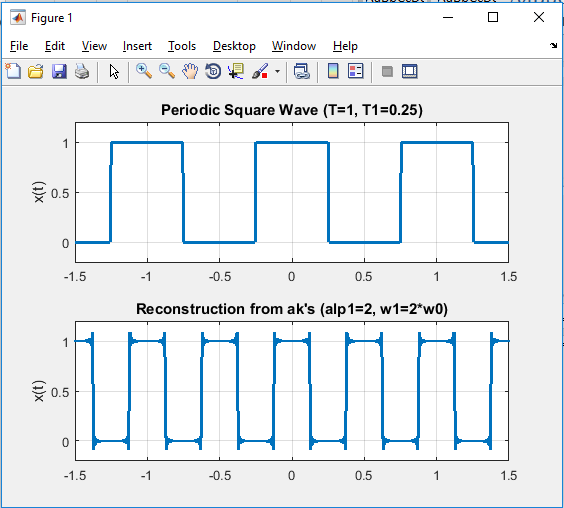 Figure 1
File Edit View Insert Tools Desktop Window Help
Periodic Square Wave (T=1, T1=0.25)
1
0.5
0
x(t)
-1.5 -1 -0.5 0 0.5 1 1.5
Reconstruction from ak's (alp1=2, w1=2*w0)
1
0.5
0
x(t)
-1.5 -1 -0.5 0 0.5 1 1.5